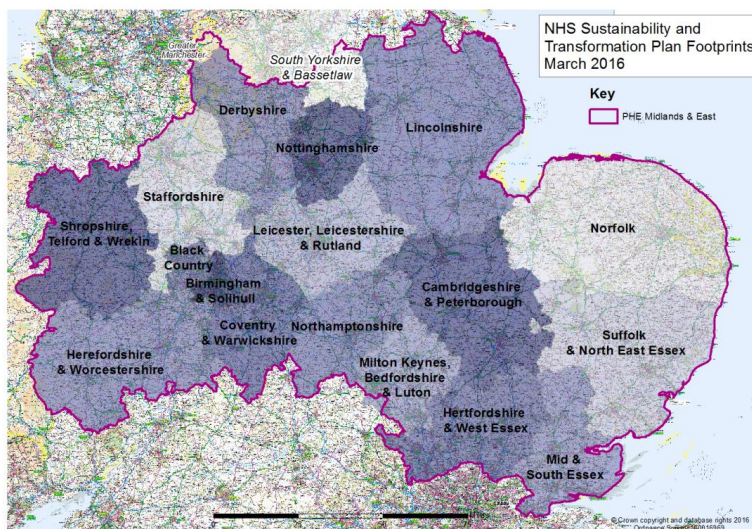 NHS Sustainability and
Transformation Plan Footprints
March 2016
Key
PHE Midlands & East
Greater
Manchester
South Yorkshire
& Bassetlaw
Derbyshire
Nottinghamshire
Lincolnshire
Staffordshire
Shropshire,
Telford & Wrekin
Leicester, Leicestershire
& Rutland
Norfolk
Black
Country
Birmingham
& Solihull
Cambridgeshire
& Peterborough
Coventry
& Warwickshire
Northamptonshire
Suffolk
& North East Essex
Herefordshire
& Worcestershire
Milton Keynes,
Bedfordshire
& Luton
Hertfordshire
& West Essex
Mid &
South Essex
© Crown copyright and database rights 2016